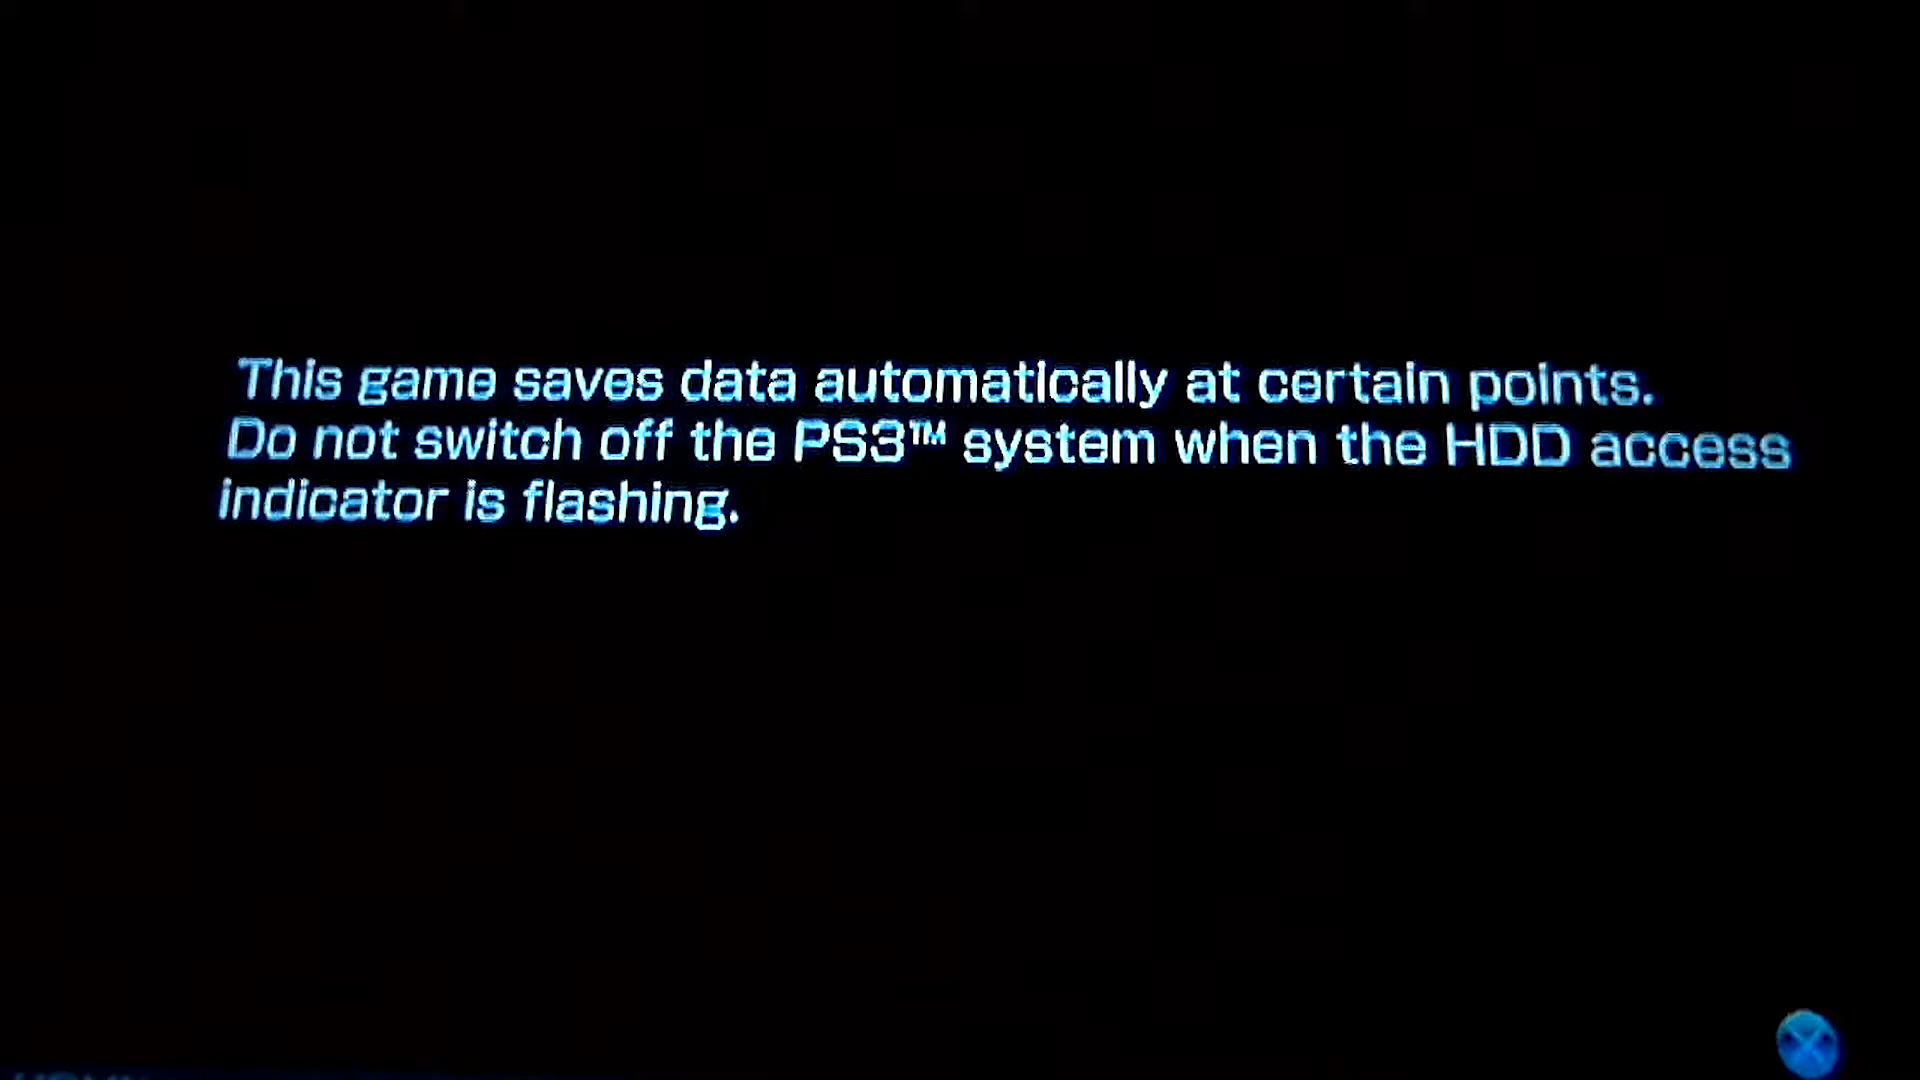 This game saves data automatically at certain points.
Do not switch off the PS3™ system when the HDD access
indicator is flashing.